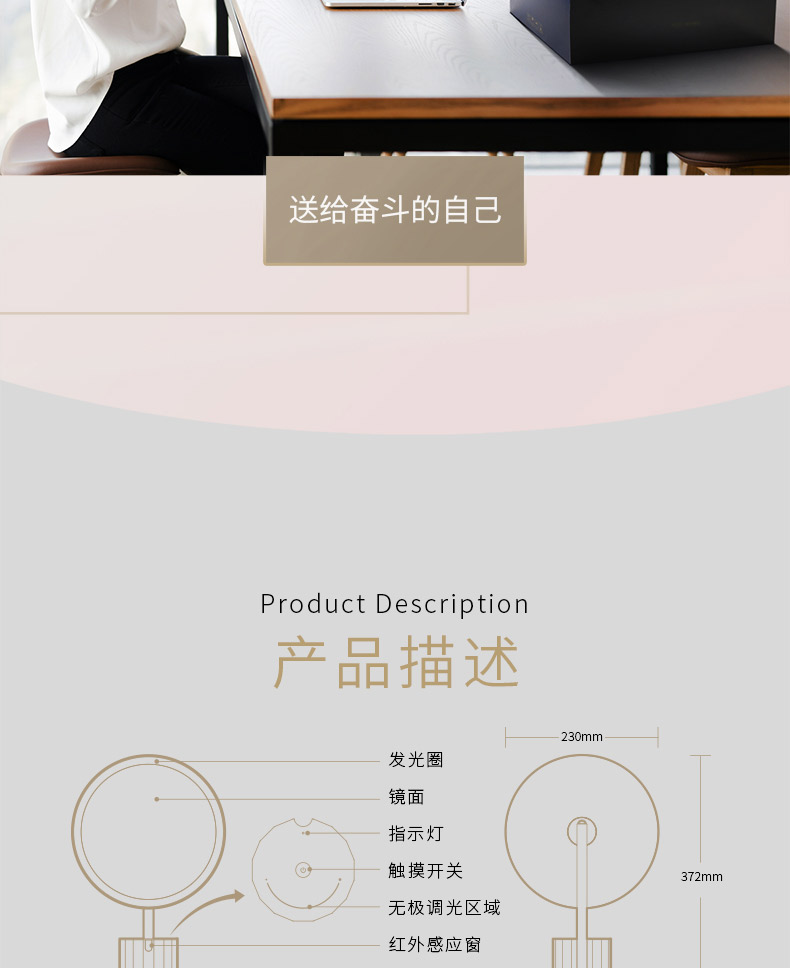 送给奋斗的自己
Product Description
产品描述
230mm
发光圈
镜面
指示灯
触摸开关
372mm
无极调光区域
红外感应窗